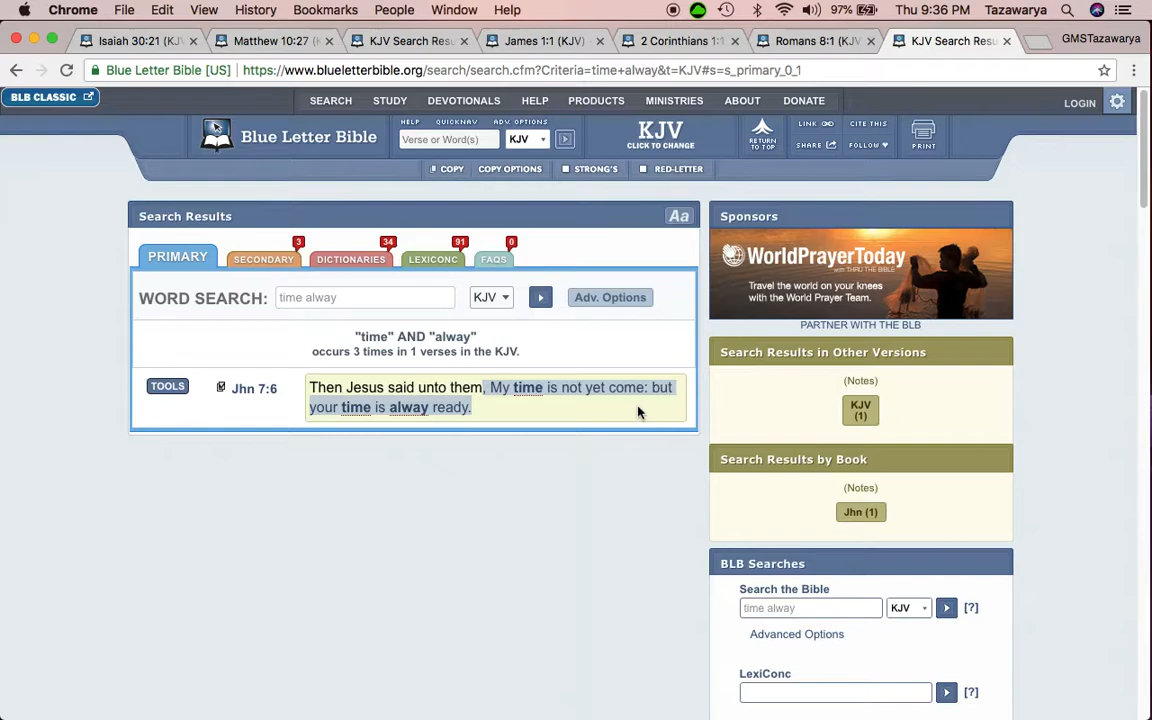 Chrome File Edit View History Bookmarks People Window Help 97% Thu 9:36 PM Tazawarya
Isaiah 30:21 (KJV Matthew 10:27 (K KJV Search Resu James 1:1 (KJV) 2 Corinthians 1:1 Romans 8:1 (KJV KJV Search Resu GMSTazawarya
Blue Letter Bible [US] https://www.blueletterbible.org/search/search.cfm?Criteria=time+alway&t=KJV#s=s_primary_0_1
BLB CLASSIC
SEARCH STUDY DEVOTIONALS HELP PRODUCTS MINISTRIES ABOUT DONATE LOGIN
HELP QUICKNAV ADV. OPTIONS
Blue Letter Bible Verse or Word(s) KJV
KJV
CLICK TO CHANGE
RETURN
TO TOP
LINK CITE THIS
SHARE FOLLOW
PRINT
COPY COPY OPTIONS STRONG'S RED-LETTER
Search Results Aa
3 34 91 0
PRIMARY SECONDARY DICTIONARIES LEXICONC FAQS
WORD SEARCH: time alway KJV Adv. Options
"time" AND "alway"
occurs 3 times in 1 verses in the KJV.
TOOLS Jhn 7:6 Then Jesus said unto them, My time is not yet come: but
your time is alway ready.
Sponsors
WorldPrayerToday
with THRU THE BIBLE
Travel the world on your knees
with the World Prayer Team.
PARTNER WITH THE BLB
Search Results in Other Versions
(Notes)
KJV
(1)
Search Results by Book
(Notes)
Jhn (1)
BLB Searches
Search the Bible
time alway KJV [?]
Advanced Options
LexiConc
[?]